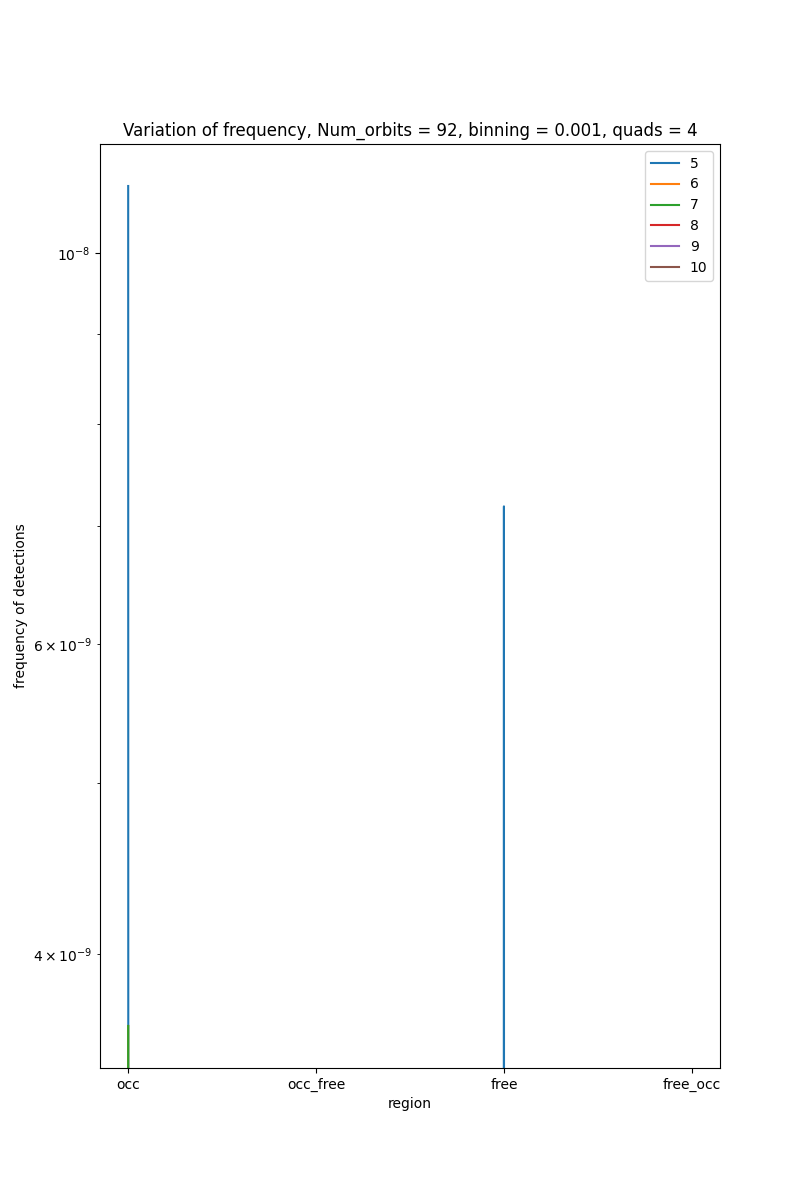 Variation of frequency, Num_orbits = 92, binning = 0.001, quads = 4
5
6
7
8
9
10
10⁻⁸
6 × 10⁻⁹
4 × 10⁻⁹
frequency of detections
occ occ_free free free_occ
region